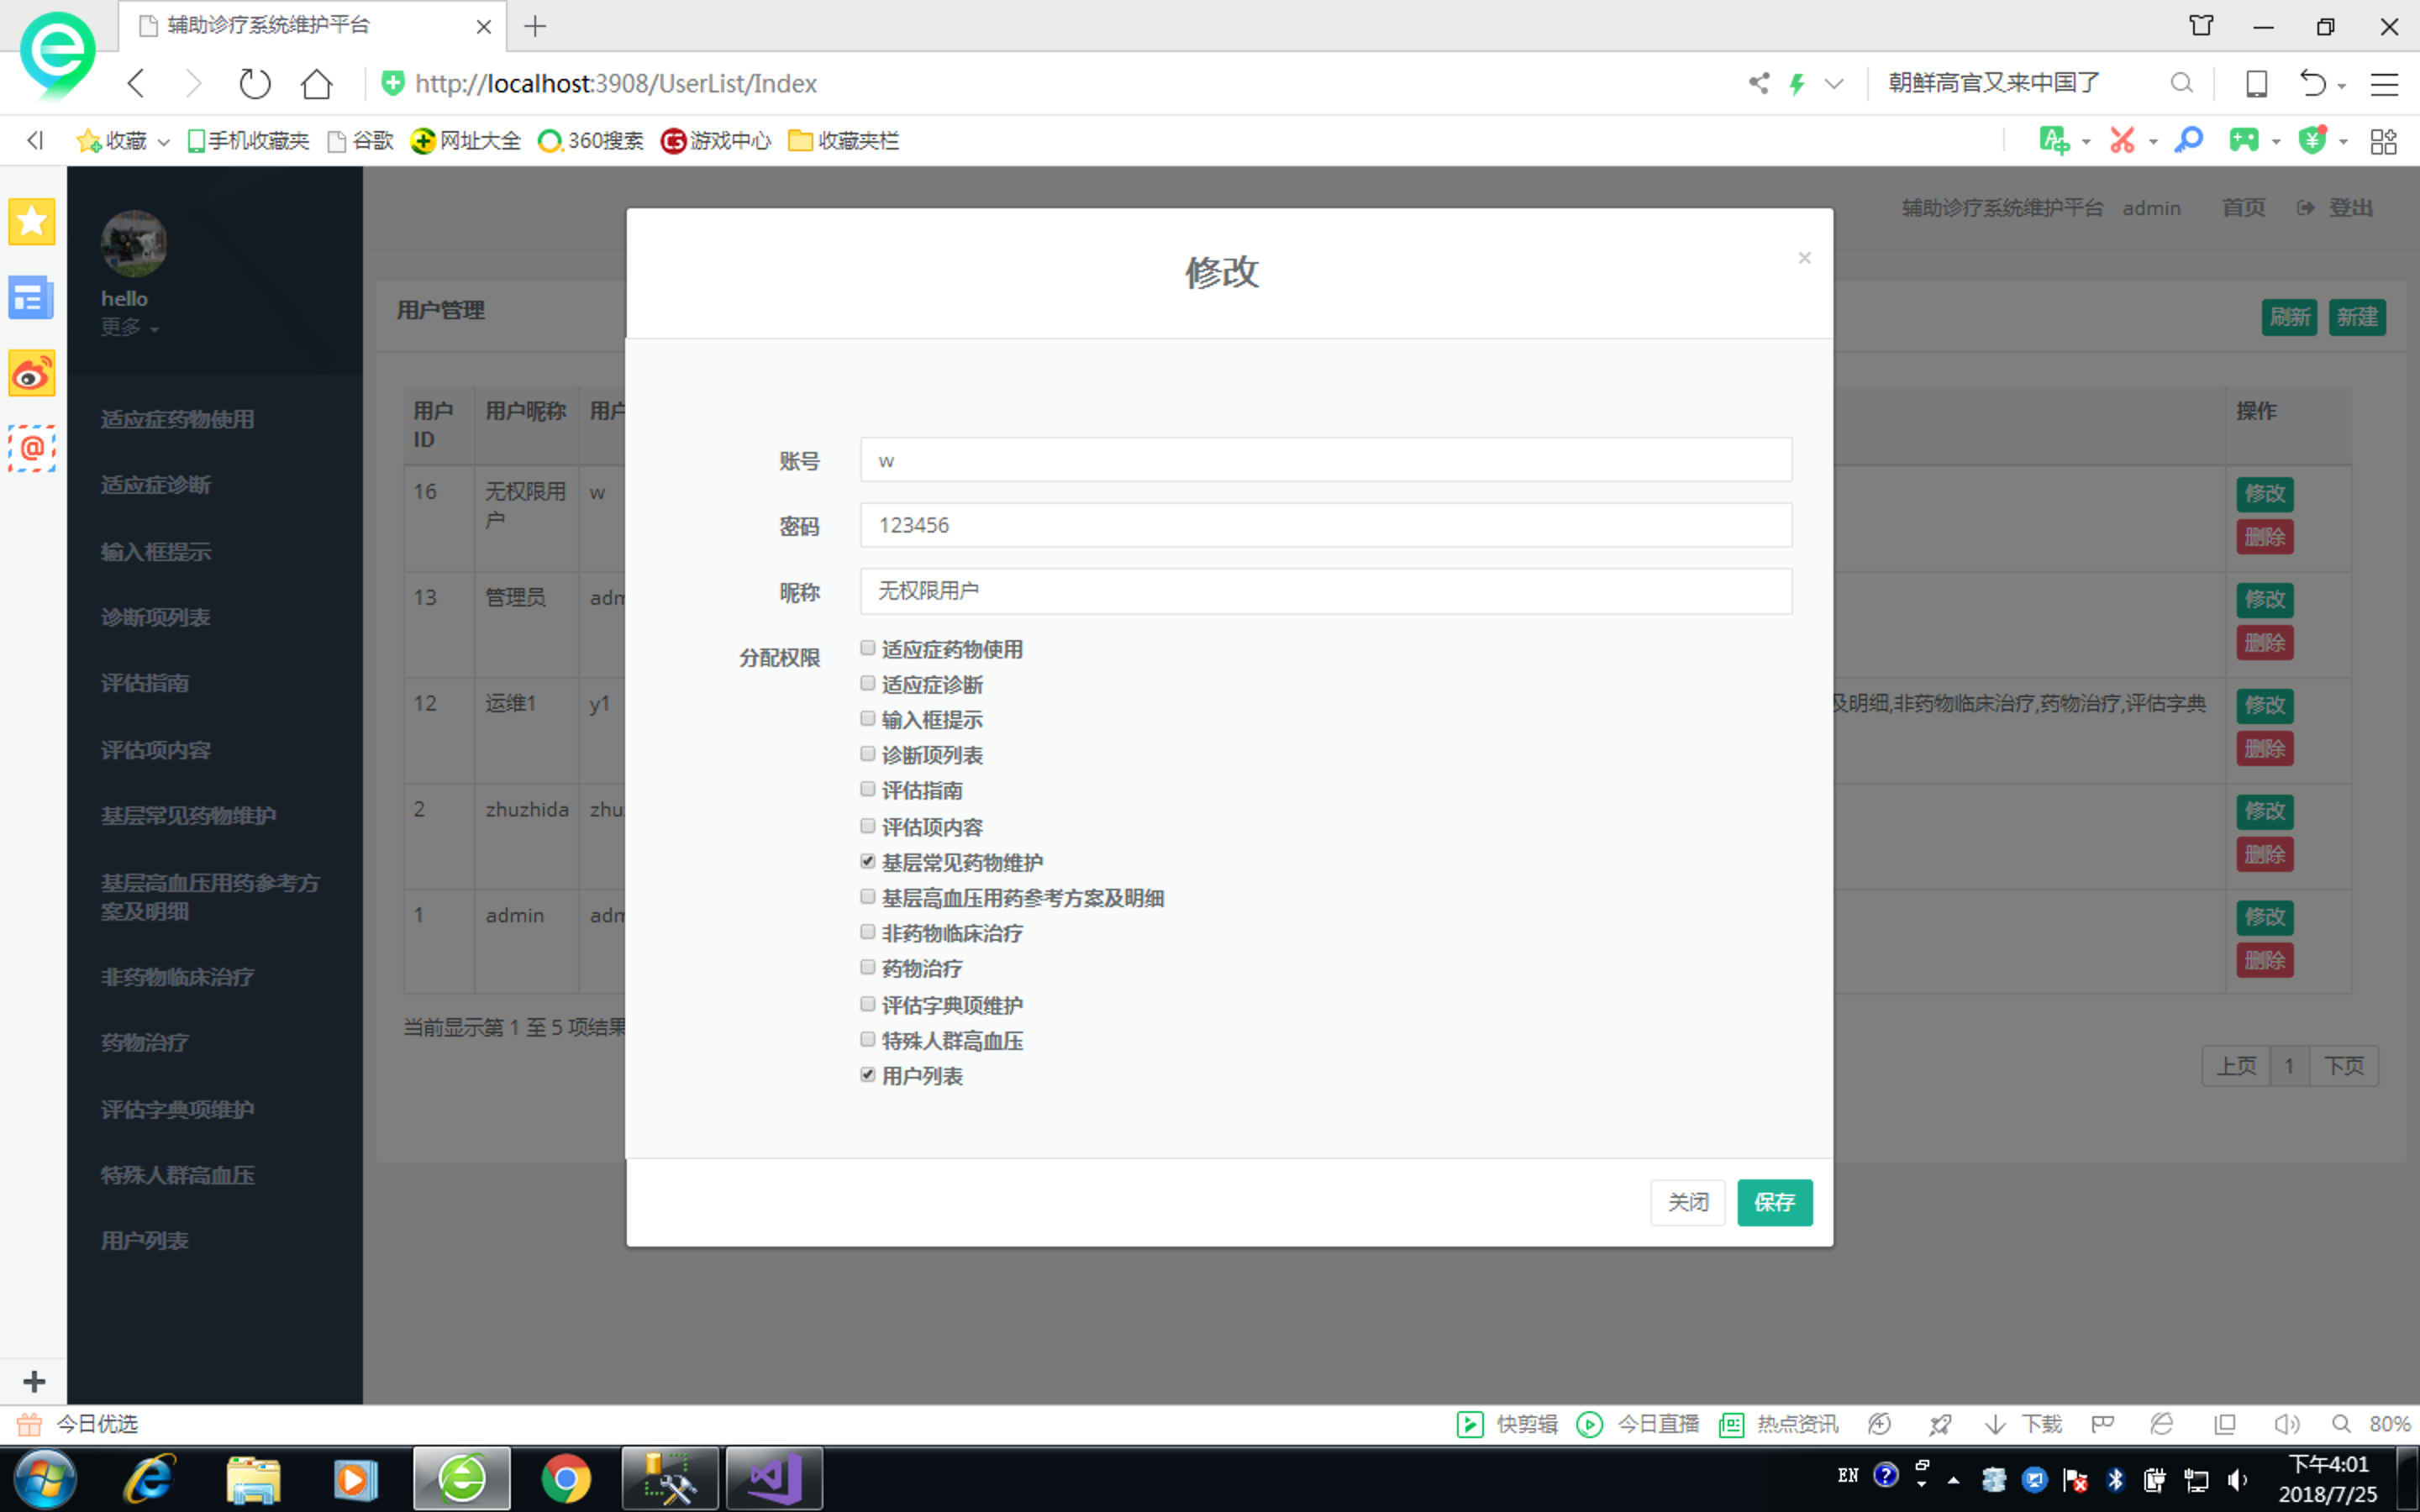 辅助诊疗系统维护平台
http://localhost:3908/UserList/Index
朝鲜高官又来中国了
收藏 手机收藏夹 谷歌 网址大全 360搜索 游戏中心 收藏夹栏
辅助诊疗系统维护平台 admin 首页 登出
hello
更多
适应症药物使用
适应症诊断
输入框提示
诊断项列表
评估指南
评估项内容
基层常见药物维护
基层高血压用药参考方
案及明细
非药物临床治疗
药物治疗
评估字典项维护
特殊人群高血压
用户列表
用户管理
刷新 新建
用户 用户昵称 用户 操作
ID
16 无权限用 w 修改
户
删除
13 管理员 adm 修改
删除
12 运维1 y1 及明细,非药物临床治疗,药物治疗,评估字典 修改
删除
2 zhuzhida zhu 修改
删除
1 admin adm 修改
删除
当前显示第 1 至 5 项结果
上页 1 下页
修改
×
账号 w
密码 123456
昵称 无权限用户
分配权限
适应症药物使用
适应症诊断
输入框提示
诊断项列表
评估指南
评估项内容
基层常见药物维护
基层高血压用药参考方案及明细
非药物临床治疗
药物治疗
评估字典项维护
特殊人群高血压
用户列表
关闭 保存
今日优选 快剪辑 今日直播 热点资讯 下载 80%
EN 下午4:01
2018/7/25